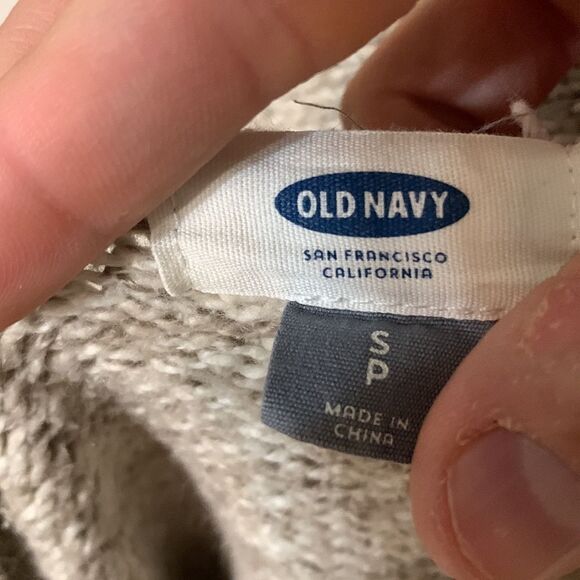 OLD NAVY
SAN FRANCISCO
CALIFORNIA
S
P
MADE IN
CHINA